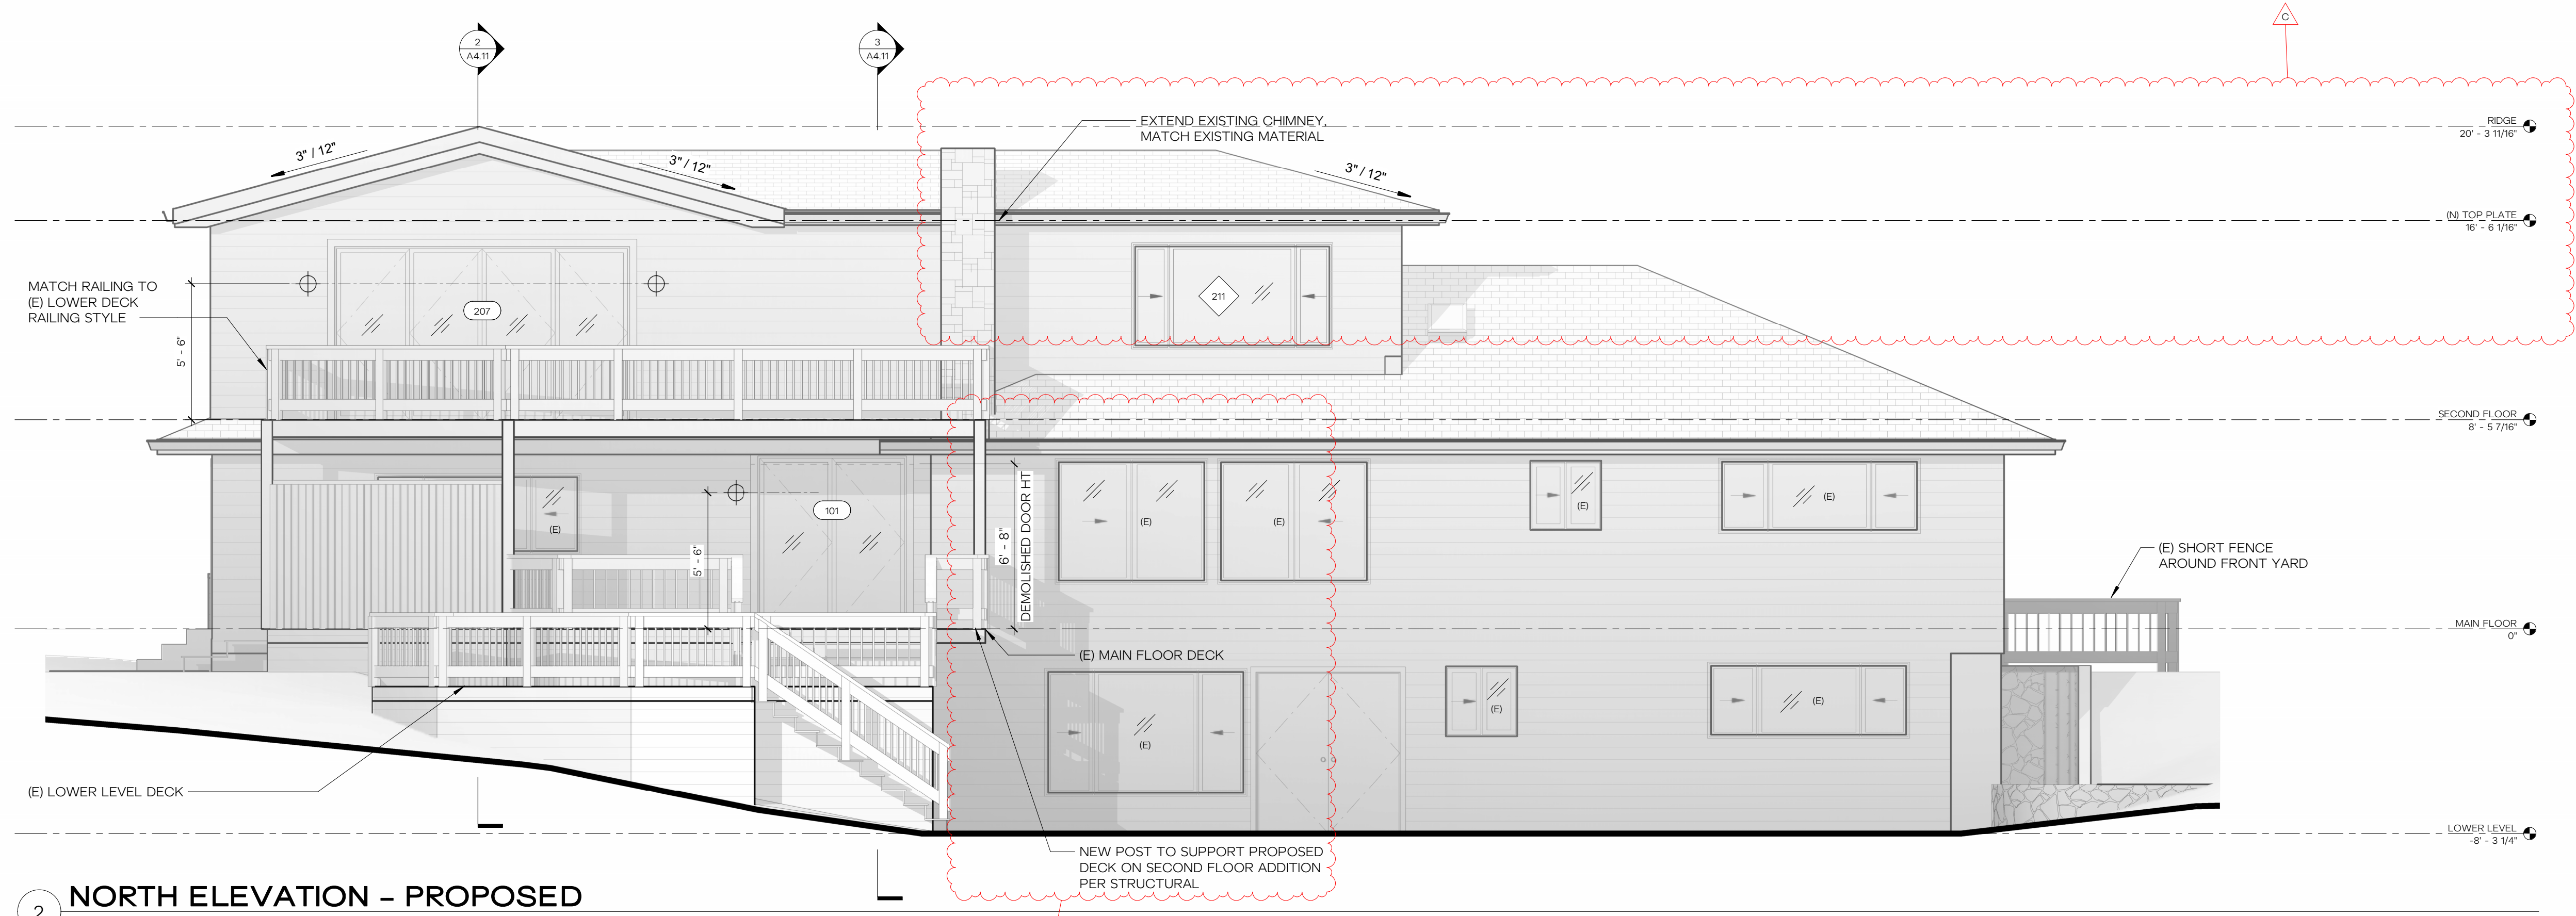 C
2
A4.11
3
A4.11
EXTEND EXISTING CHIMNEY,
MATCH EXISTING MATERIAL
RIDGE
20' - 3 11/16"
3" / 12"
3" / 12"
3" / 12"
(N) TOP PLATE
16' - 6 1/16"
MATCH RAILING TO
(E) LOWER DECK
RAILING STYLE
5' - 6"
207
211
SECOND FLOOR
8' - 5 7/16"
(E)
101
5' - 6"
6' - 8"
DEMOLISHED DOOR HT
(E)
(E)
(E)
(E)
(E) SHORT FENCE
AROUND FRONT YARD
MAIN FLOOR
0"
(E) MAIN FLOOR DECK
(E)
(E)
(E)
(E) LOWER LEVEL DECK
LOWER LEVEL
-8' - 3 1/4"
NEW POST TO SUPPORT PROPOSED
DECK ON SECOND FLOOR ADDITION
PER STRUCTURAL
2
NORTH ELEVATION - PROPOSED